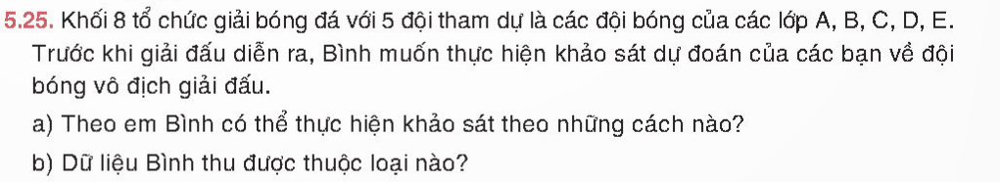 5.25. Khối 8 tổ chức giải bóng đá với 5 đội tham dự là các đội bóng của các lớp A, B, C, D, E.
Trước khi giải đấu diễn ra, Bình muốn thực hiện khảo sát dự đoán của các bạn về đội
bóng vô địch giải đấu.
a) Theo em Bình có thể thực hiện khảo sát theo những cách nào?
b) Dữ liệu Bình thu được thuộc loại nào?